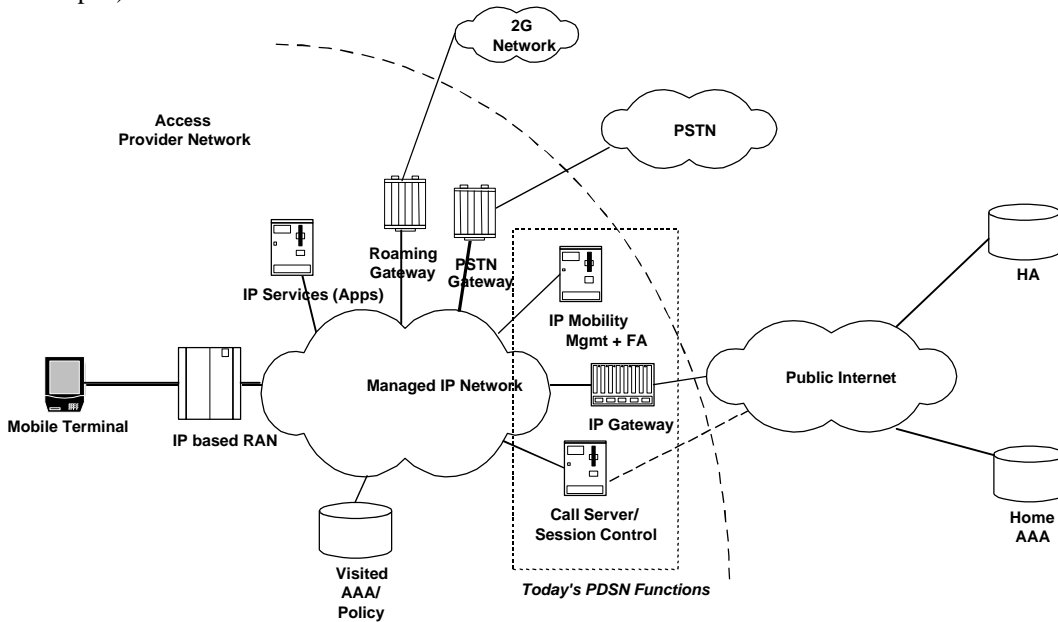 2G
Network
Access
Provider Network
PSTN
Roaming
Gateway
PSTN
Gateway
IP Services (Apps)
HA
IP Mobility
Mgmt + FA
Managed IP Network
Public Internet
Mobile Terminal
IP based RAN
IP Gateway
Call Server/
Session Control
Home
AAA
Visited
AAA/
Policy
Today's PDSN Functions